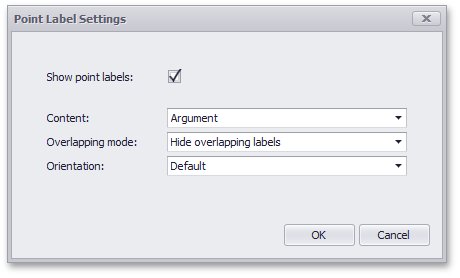 Point Label Settings
Show point labels:
Content: Argument
Overlapping mode: Hide overlapping labels
Orientation: Default
OK Cancel